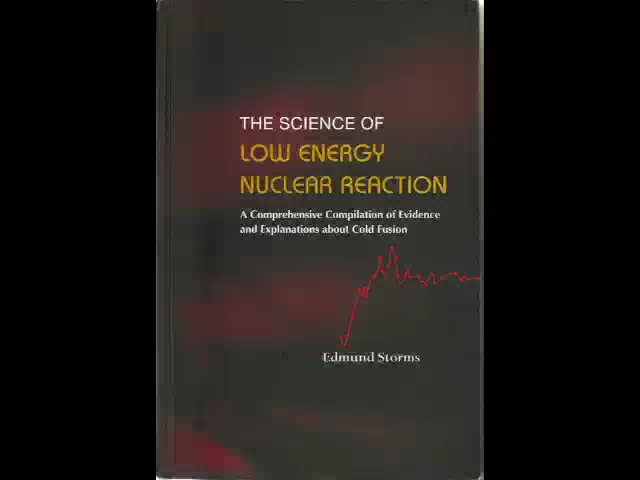 THE SCIENCE OF
LOW ENERGY
NUCLEAR REACTION
A Comprehensive Compilation of Evidence
and Explanations about Cold Fusion
Edmund Storms